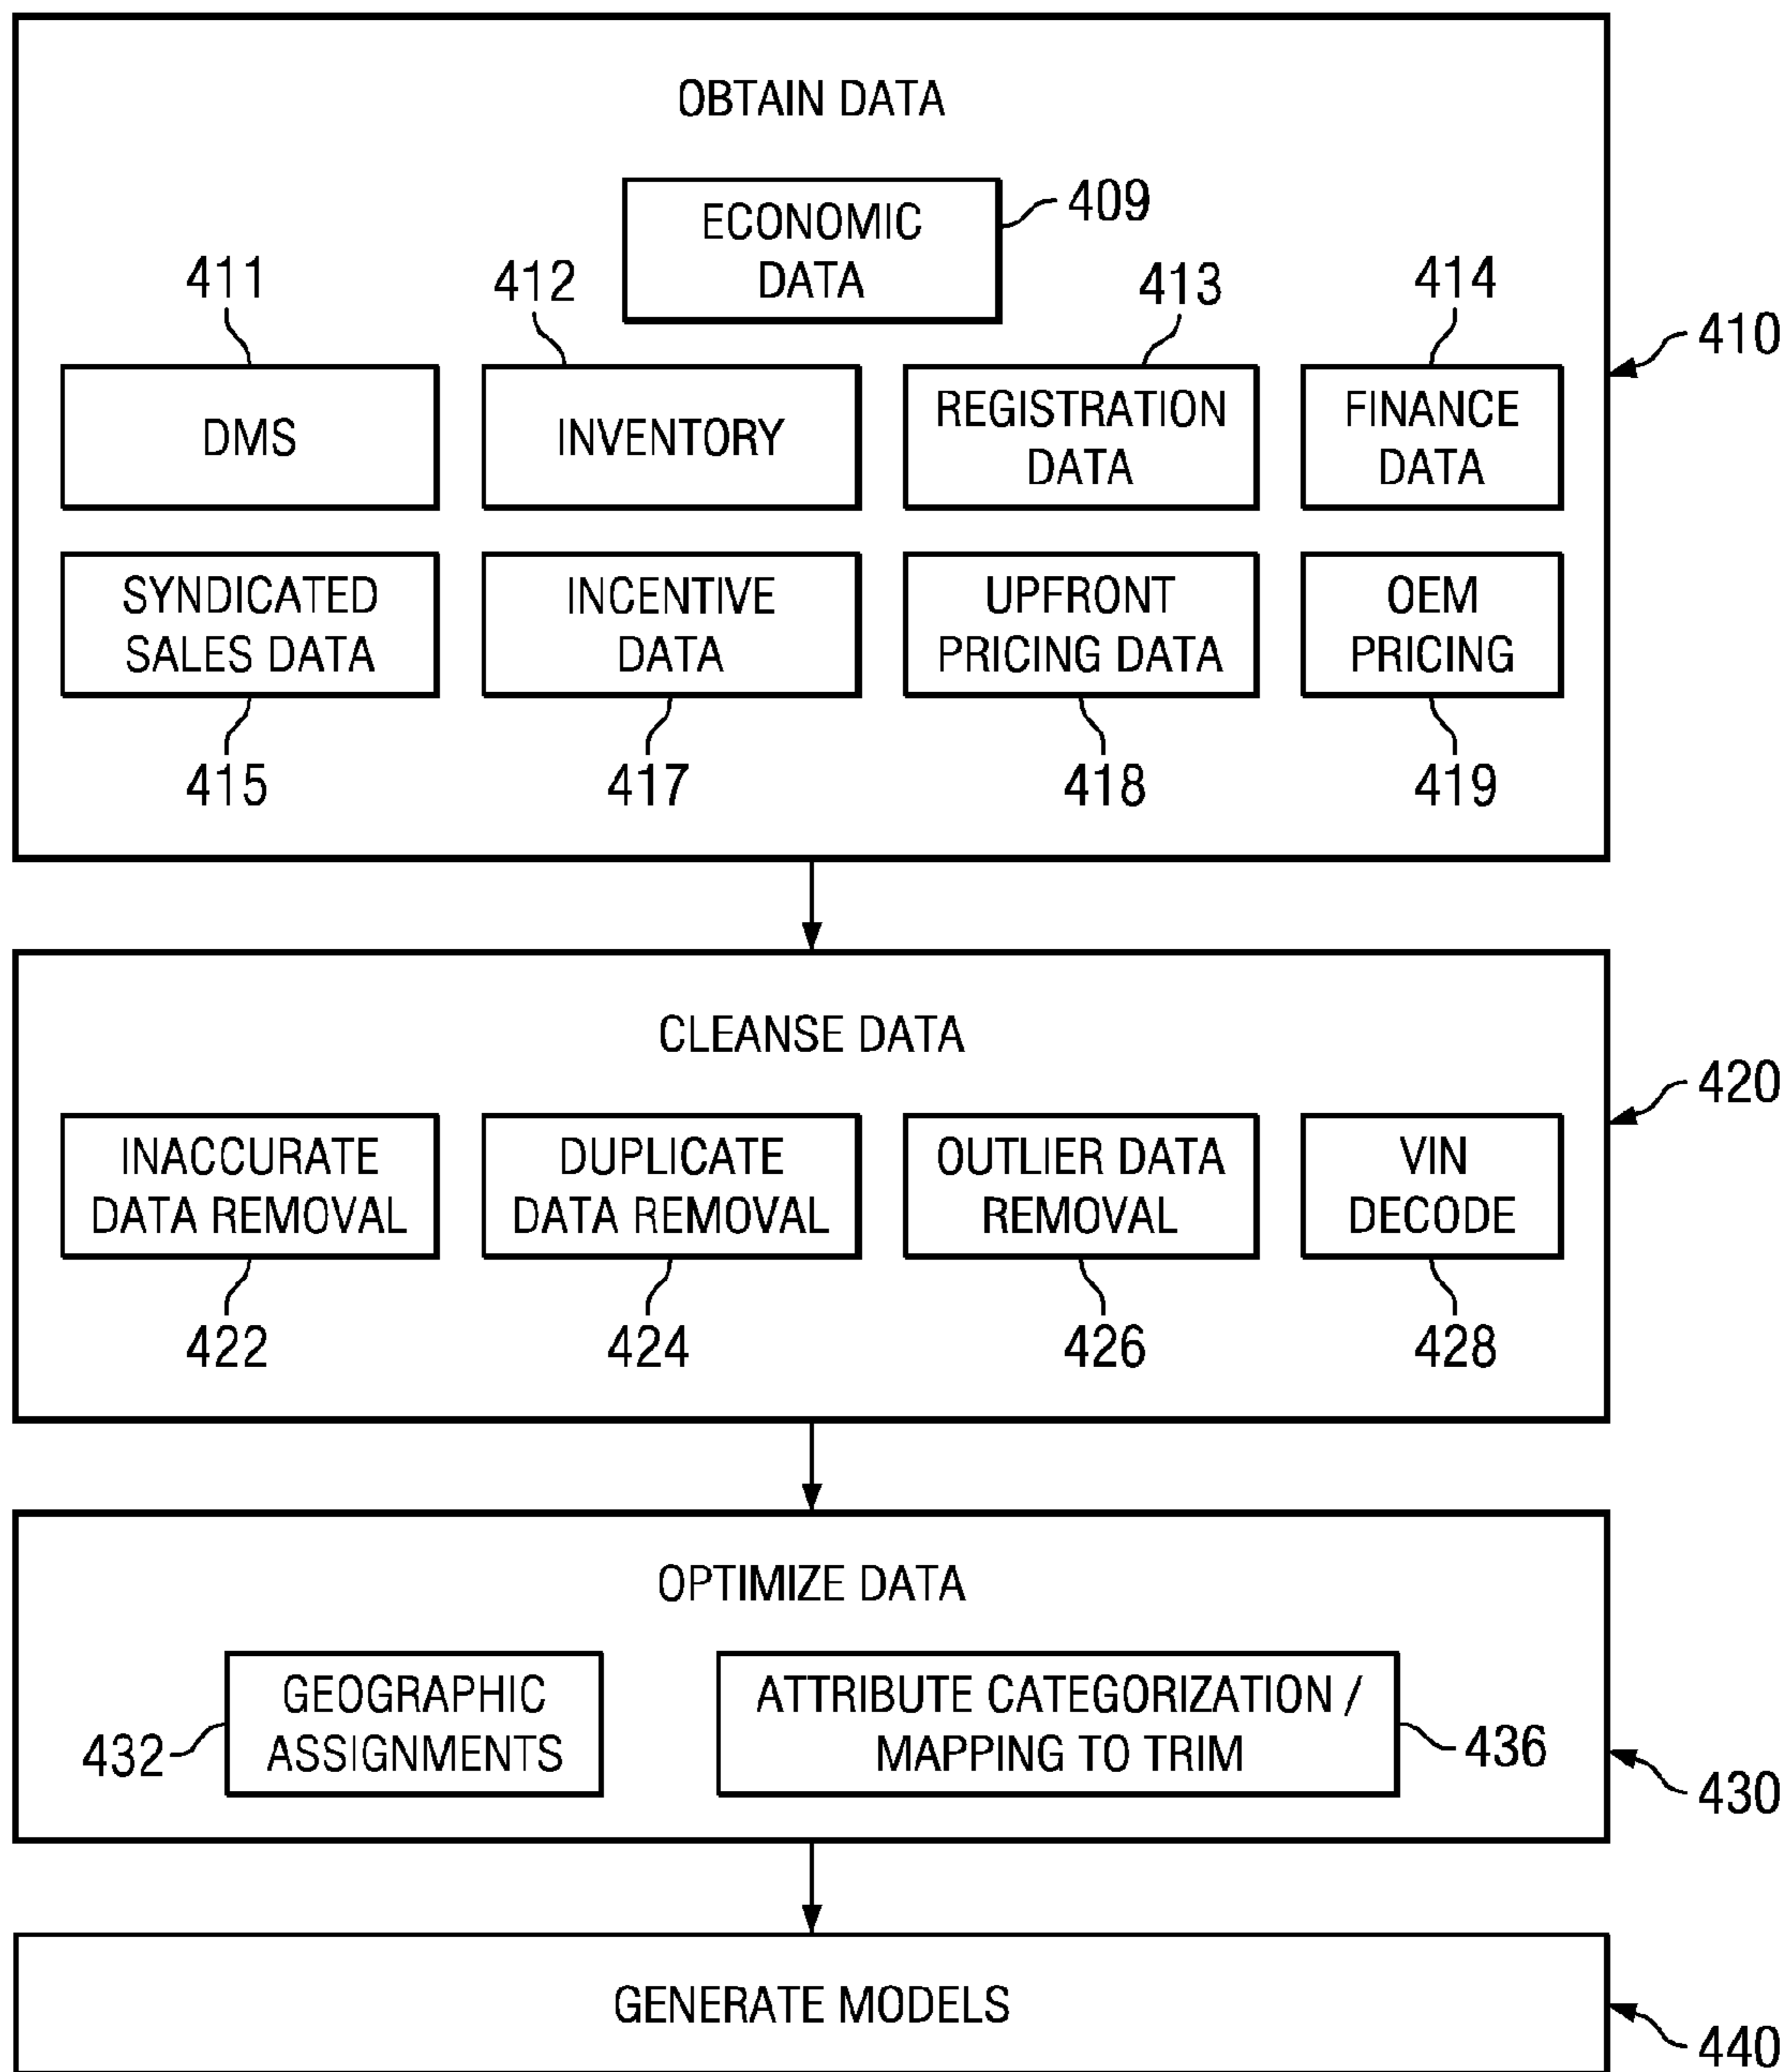 OBTAIN DATA
ECONOMIC
DATA
409
411
412
413
414
410
DMS
INVENTORY
REGISTRATION
DATA
FINANCE
DATA
SYNDICATED
SALES DATA
INCENTIVE
DATA
UPFRONT
PRICING DATA
OEM
PRICING
415
417
418
419
CLEANSE DATA
420
INACCURATE
DATA REMOVAL
DUPLICATE
DATA REMOVAL
OUTLIER DATA
REMOVAL
VIN
DECODE
422
424
426
428
OPTIMIZE DATA
432
GEOGRAPHIC
ASSIGNMENTS
ATTRIBUTE CATEGORIZATION /
MAPPING TO TRIM
436
430
GENERATE MODELS
440